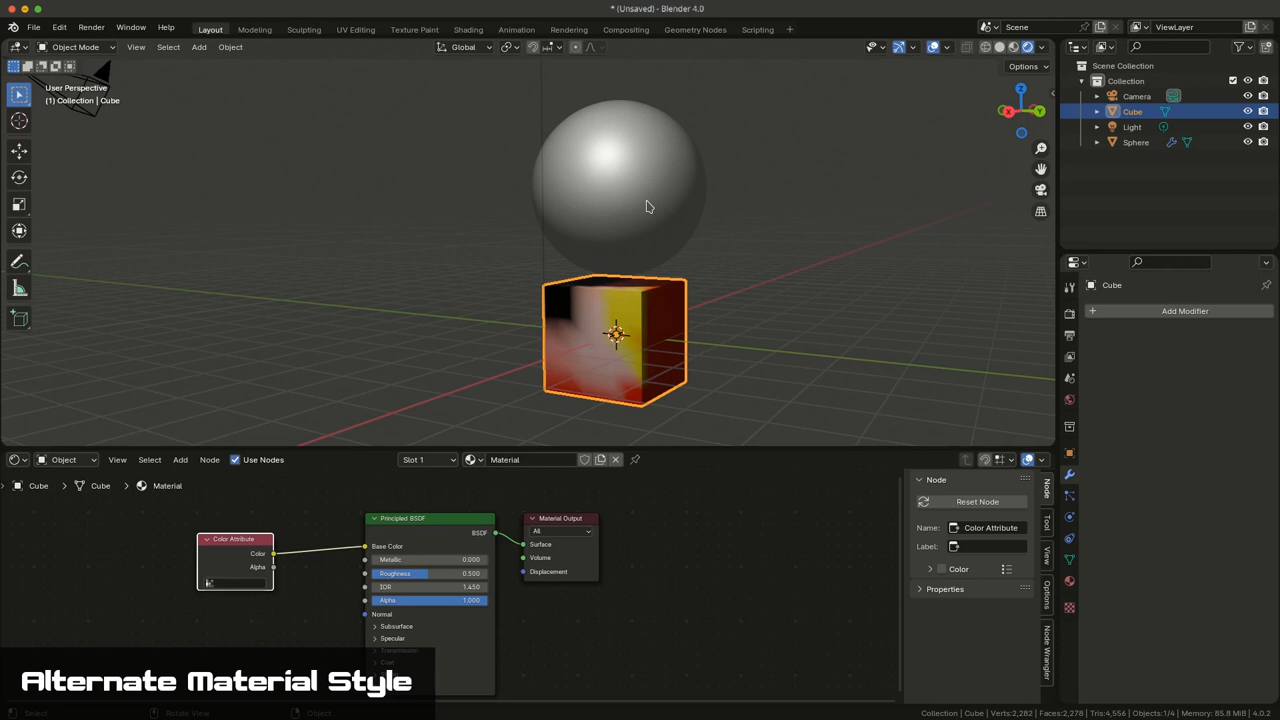 * (Unsaved) - Blender 4.0
File Edit Render Window Help Layout Modeling Sculpting UV Editing Texture Paint Shading Animation Rendering Compositing Geometry Nodes Scripting + Scene ViewLayer
Object Mode View Select Add Object Global
Options
User Perspective
(1) Collection | Cube
X Y Z
Scene Collection
Collection
Camera
Cube
Light
Sphere
Cube
+ Add Modifier
Object View Select Add Node Use Nodes Slot 1 Material
Cube > Cube > Material
Color Attribute
Color
Alpha
Principled BSDF
BSDF
Base Color
Metallic 0.000
Roughness 0.500
IOR 1.450
Alpha 1.000
Normal
Subsurface
Specular
Transmission
Coat
Material Output
All
Surface
Volume
Displacement
Node
Reset Node
Name: Color Attribute
Label:
Color
Properties
Node
Tool
View
Options
Node Wrangler
Alternate Material Style
Select Rotate View Object Collection | Cube | Verts:2,282 | Faces:2,278 | Tris:4,556 | Objects:1/4 | Memory: 85.8 MiB | 4.0.2